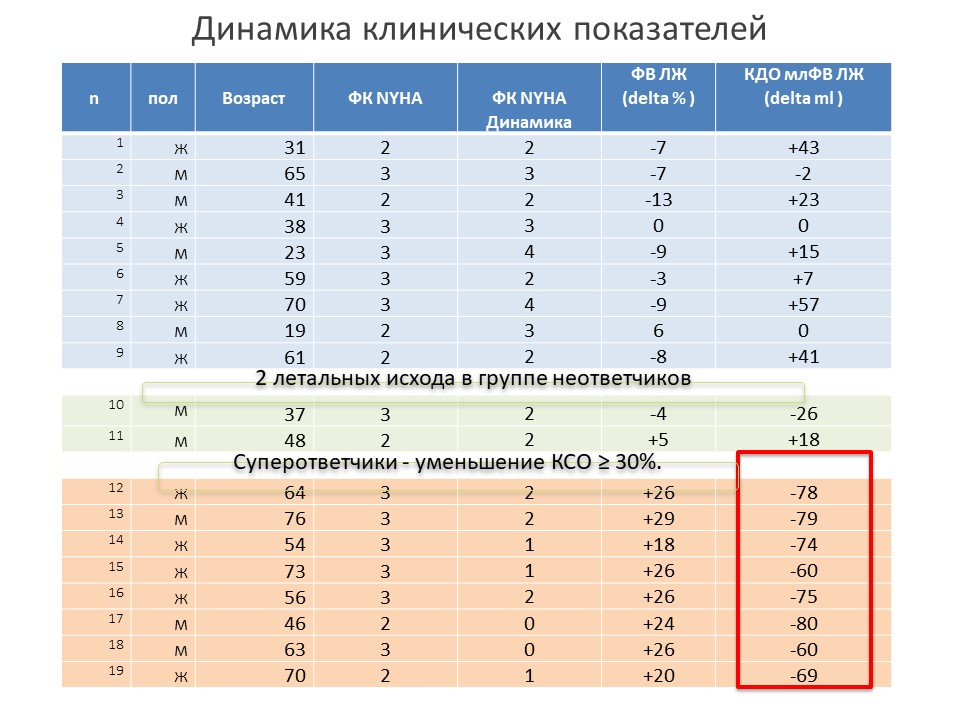 Динамика клинических показателей
n пол Возраст ФК NYHA ФК NYHA Динамика ФВ ЛЖ (delta % ) КДО млФВ ЛЖ (delta ml )
1 ж 31 2 2 -7 +43
2 м 65 3 3 -7 -2
3 м 41 2 2 -13 +23
4 ж 38 3 3 0 0
5 м 23 3 4 -9 +15
6 ж 59 3 2 -3 +7
7 ж 70 3 4 -9 +57
8 м 19 2 3 6 0
9 ж 61 2 2 -8 +41
2 летальных исхода в группе неответчиков
10 м 37 3 2 -4 -26
11 м 48 2 2 +5 +18
Суперответчики - уменьшение КСО ≥ 30%.
12 ж 64 3 2 +26 -78
13 м 76 3 2 +29 -79
14 ж 54 3 1 +18 -74
15 ж 73 3 1 +26 -60
16 ж 56 3 2 +26 -75
17 м 46 2 0 +24 -80
18 м 63 3 0 +26 -60
19 ж 70 2 1 +20 -69